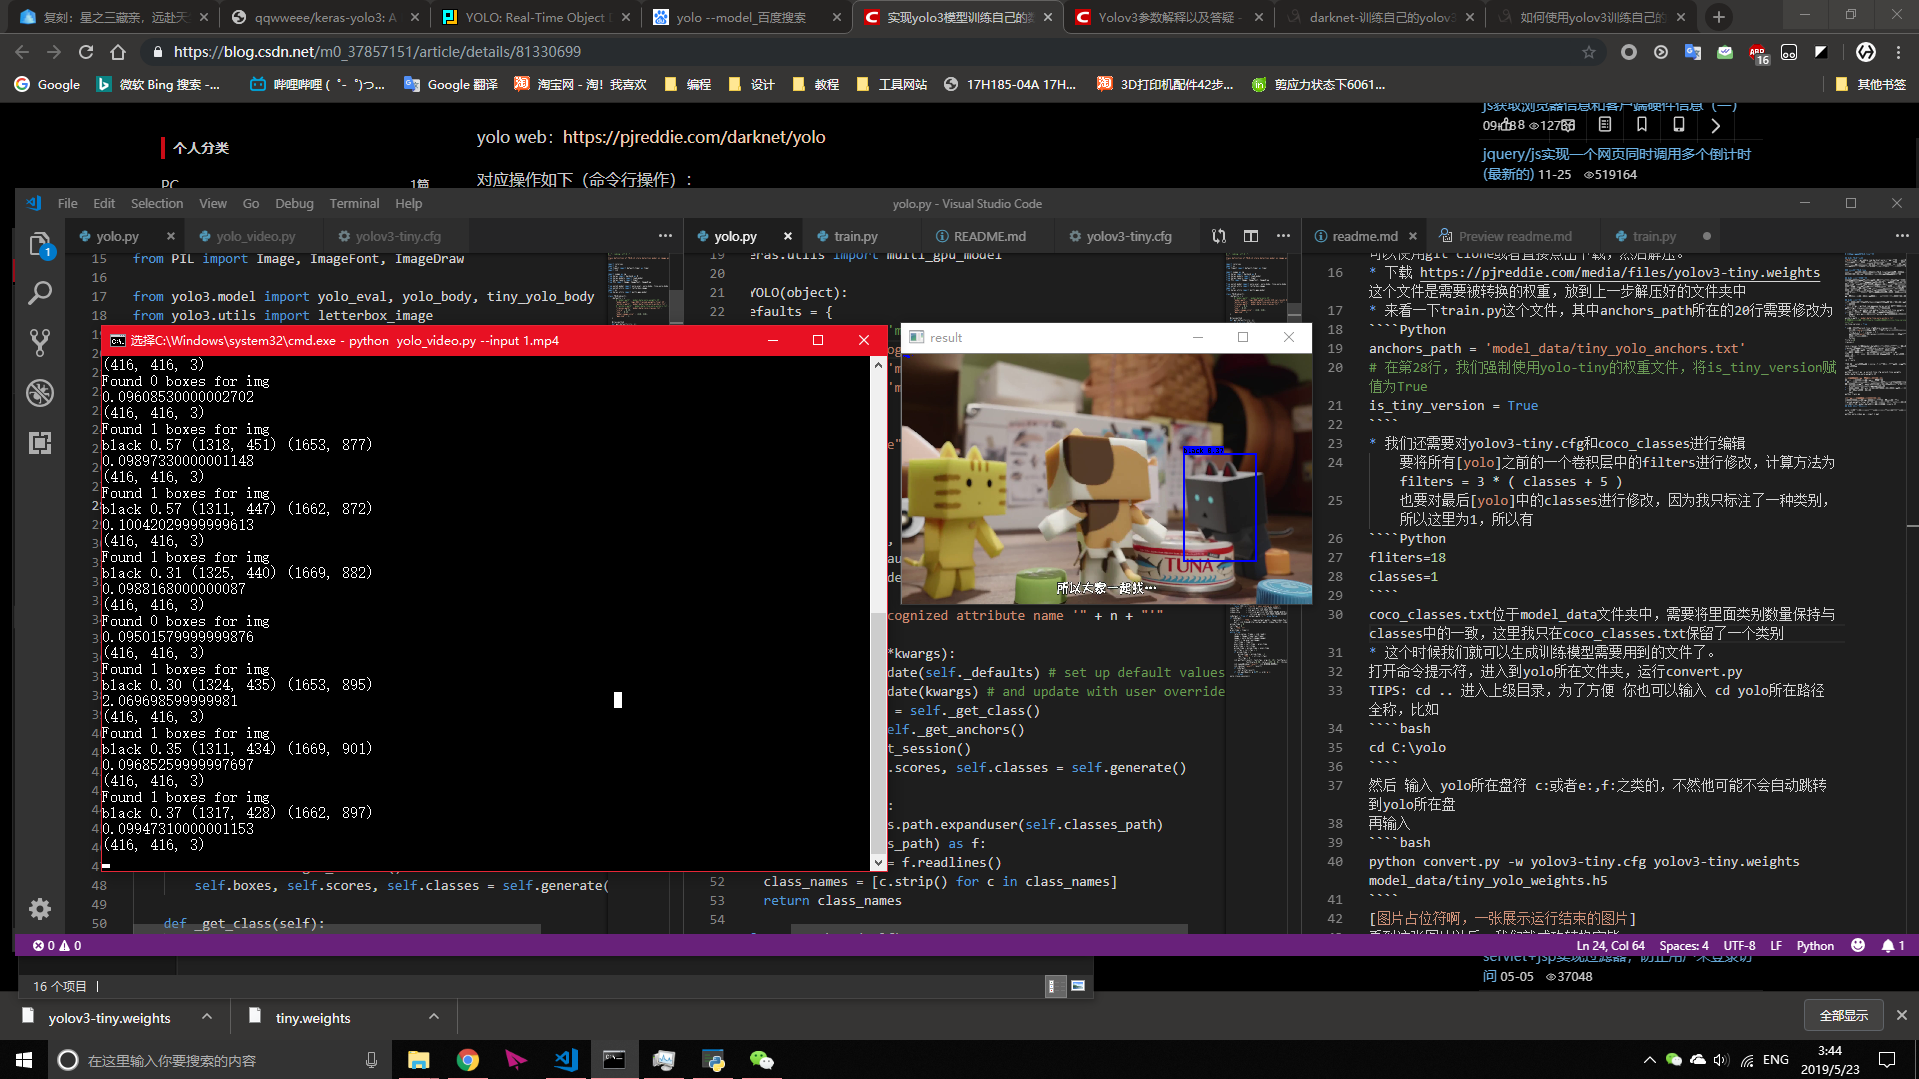 复刻：星之三藏亲，远赴天
qqwweee/keras-yolo3: A
YOLO: Real-Time Object D
yolo --model_百度搜索
实现yolo3模型训练自己的数
Yolov3参数解释以及答疑 -
darknet-训练自己的yolov3
如何使用yolov3训练自己的
https://blog.csdn.net/m0_37857151/article/details/81330699
16
Google
微软 Bing 搜索 -...
哔哩哔哩 ( ゜- ゜)つ...
Google 翻译
淘宝网 - 淘！我喜欢
编程
设计
教程
工具网站
17H185-04A 17H...
3D打印机配件42步...
剪应力状态下6061...
其他书签
个人分类
PC
1篇
yolo web：https://pjreddie.com/darknet/yolo
对应操作如下（命令行操作）：
js获取浏览器信息和客户端硬件信息（一）
jquery/js实现一个网页同时调用多个倒计时
(最新的) 11-25 519164
File Edit Selection View Go Debug Terminal Help
yolo.py - Visual Studio Code
1
yolo.py
yolo_video.py
yolov3-tiny.cfg
15 from PIL import Image, ImageFont, ImageDraw
16
17 from yolo3.model import yolo_eval, yolo_body, tiny_yolo_body
18 from yolo3.utils import letterbox_image
48 self.boxes, self.scores, self.classes = self.generate(
49
50 def _get_class(self):
选择C:\Windows\system32\cmd.exe - python yolo_video.py --input 1.mp4
(416, 416, 3)
Found 0 boxes for img
0.09608530000002702
(416, 416, 3)
Found 1 boxes for img
black 0.57 (1318, 451) (1653, 877)
0.09897330000001148
(416, 416, 3)
Found 1 boxes for img
black 0.57 (1311, 447) (1662, 872)
0.10042029999999613
(416, 416, 3)
Found 1 boxes for img
black 0.31 (1325, 440) (1669, 882)
0.0988168000000087
(416, 416, 3)
Found 0 boxes for img
0.09501579999999876
(416, 416, 3)
Found 1 boxes for img
black 0.30 (1324, 435) (1653, 895)
2.069698599999981
(416, 416, 3)
Found 1 boxes for img
black 0.35 (1311, 434) (1669, 901)
0.09685259999997697
(416, 416, 3)
Found 1 boxes for img
black 0.37 (1317, 428) (1662, 897)
0.09947310000001153
(416, 416, 3)
yolo.py
train.py
README.md
yolov3-tiny.cfg
19 eras.utils import multi_gpu_model
20
21 YOLO(object):
22 efaults = {
result
TUNA
所以大家一起找…
cognized attribute name '" + n + "'"
*kwargs):
date(self._defaults) # set up default values
date(kwargs) # and update with user override
= self._get_class()
elf._get_anchors()
t_session()
.scores, self.classes = self.generate()
:
s.path.expanduser(self.classes_path)
s_path) as f:
= f.readlines()
52 class_names = [c.strip() for c in class_names]
53 return class_names
54
readme.md
Preview readme.md
train.py
可以使用git clone或者直接点击下载，然后解压。
16 * 下载 https://pjreddie.com/media/files/yolov3-tiny.weights
这个文件是需要被转换的权重，放到上一步解压好的文件夹中
17 * 来看一下train.py这个文件，其中anchors_path所在的20行需要修改为
18 ````Python
19 anchors_path = 'model_data/tiny_yolo_anchors.txt'
20 # 在第28行，我们强制使用yolo-tiny的权重文件，将is_tiny_version赋
值为True
21 is_tiny_version = True
22 ````
23 * 我们还需要对yolov3-tiny.cfg和coco_classes进行编辑
24 要将所有[yolo]之前的一个卷积层中的filters进行修改，计算方法为
filters = 3 * ( classes + 5 )
25 也要对最后[yolo]中的classes进行修改，因为我只标注了一种类别，
所以这里为1，所以有
26 ````Python
27 fliters=18
28 classes=1
29 ````
30 coco_classes.txt位于model_data文件夹中，需要将里面类别数量保持与
classes中的一致，这里我只在coco_classes.txt保留了一个类别
31 * 这个时候我们就可以生成训练模型需要用到的文件了。
32 打开命令提示符，进入到yolo所在文件夹，运行convert.py
33 TIPS: cd .. 进入上级目录，为了方便 你也可以输入 cd yolo所在路径
全称，比如
34 ````bash
35 cd C:\yolo
36 ````
37 然后 输入 yolo所在盘符 c:或者e:,f:之类的，不然他可能不会自动跳转
到yolo所在盘
38 再输入
39 ````bash
40 python convert.py -w yolov3-tiny.cfg yolov3-tiny.weights
model_data/tiny_yolo_weights.h5
41 ````
42 [图片占位符啊，一张展示运行结束的图片]
0 0
Ln 24, Col 64 Spaces: 4 UTF-8 LF Python 1
问 05-05 37048
16 个项目
yolov3-tiny.weights
tiny.weights
全部显示
在这里输入你要搜索的内容
ENG
3:44
2019/5/23